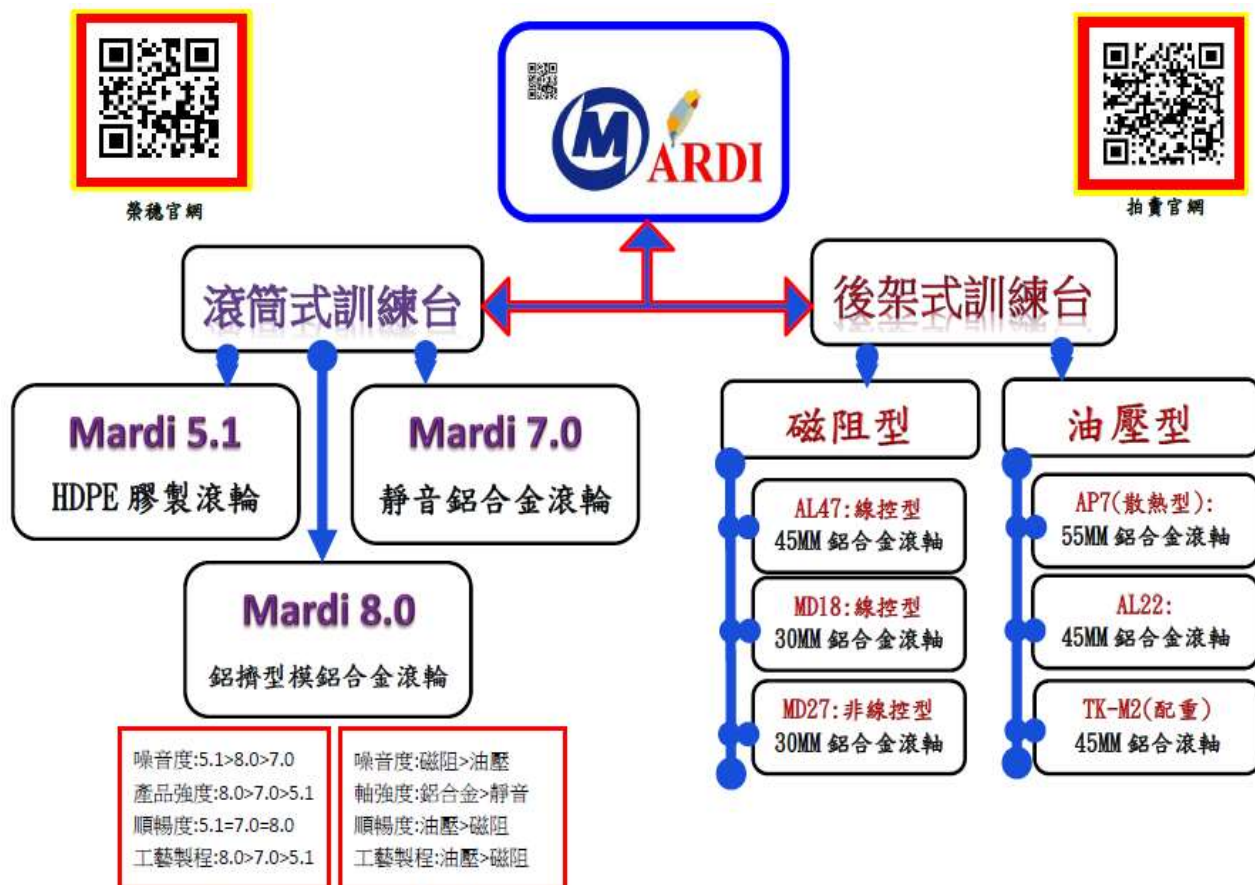 MARDI
榮穗官網
拍賣官網
滾筒式訓練台
後架式訓練台
Mardi 5.1
HDPE 膠製滾輪
Mardi 7.0
靜音鋁合金滾輪
Mardi 8.0
鋁擠型模鋁合金滾輪
磁阻型
AL47:線控型
45MM 鋁合金滾軸
MD18:線控型
30MM 鋁合金滾軸
MD27:非線控型
30MM 鋁合金滾軸
油壓型
AP7(散熱型):
55MM 鋁合金滾軸
AL22:
45MM 鋁合金滾軸
TK-M2(配重)
45MM 鋁合滾軸
噪音度:5.1>8.0>7.0
產品強度:8.0>7.0>5.1
順暢度:5.1=7.0=8.0
工藝製程:8.0>7.0>5.1
噪音度:磁阻>油壓
軸強度:鋁合金>靜音
順暢度:油壓>磁阻
工藝製程:油壓>磁阻